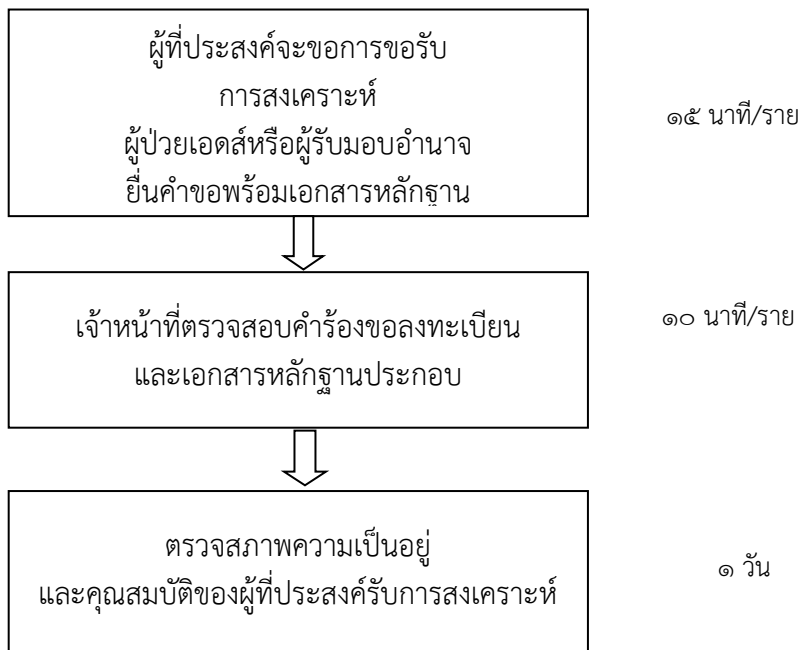 ผู้ที่ประสงค์จะขอการขอรับ
การสงเคราะห์
ผู้ป่วยเอดส์หรือผู้รับมอบอำนาจ
ยื่นคำขอพร้อมเอกสารหลักฐาน
๑๕ นาที/ราย
เจ้าหน้าที่ตรวจสอบคำร้องขอลงทะเบียน
และเอกสารหลักฐานประกอบ
๑๐ นาที/ราย
ตรวจสภาพความเป็นอยู่
และคุณสมบัติของผู้ที่ประสงค์รับการสงเคราะห์
๑ วัน